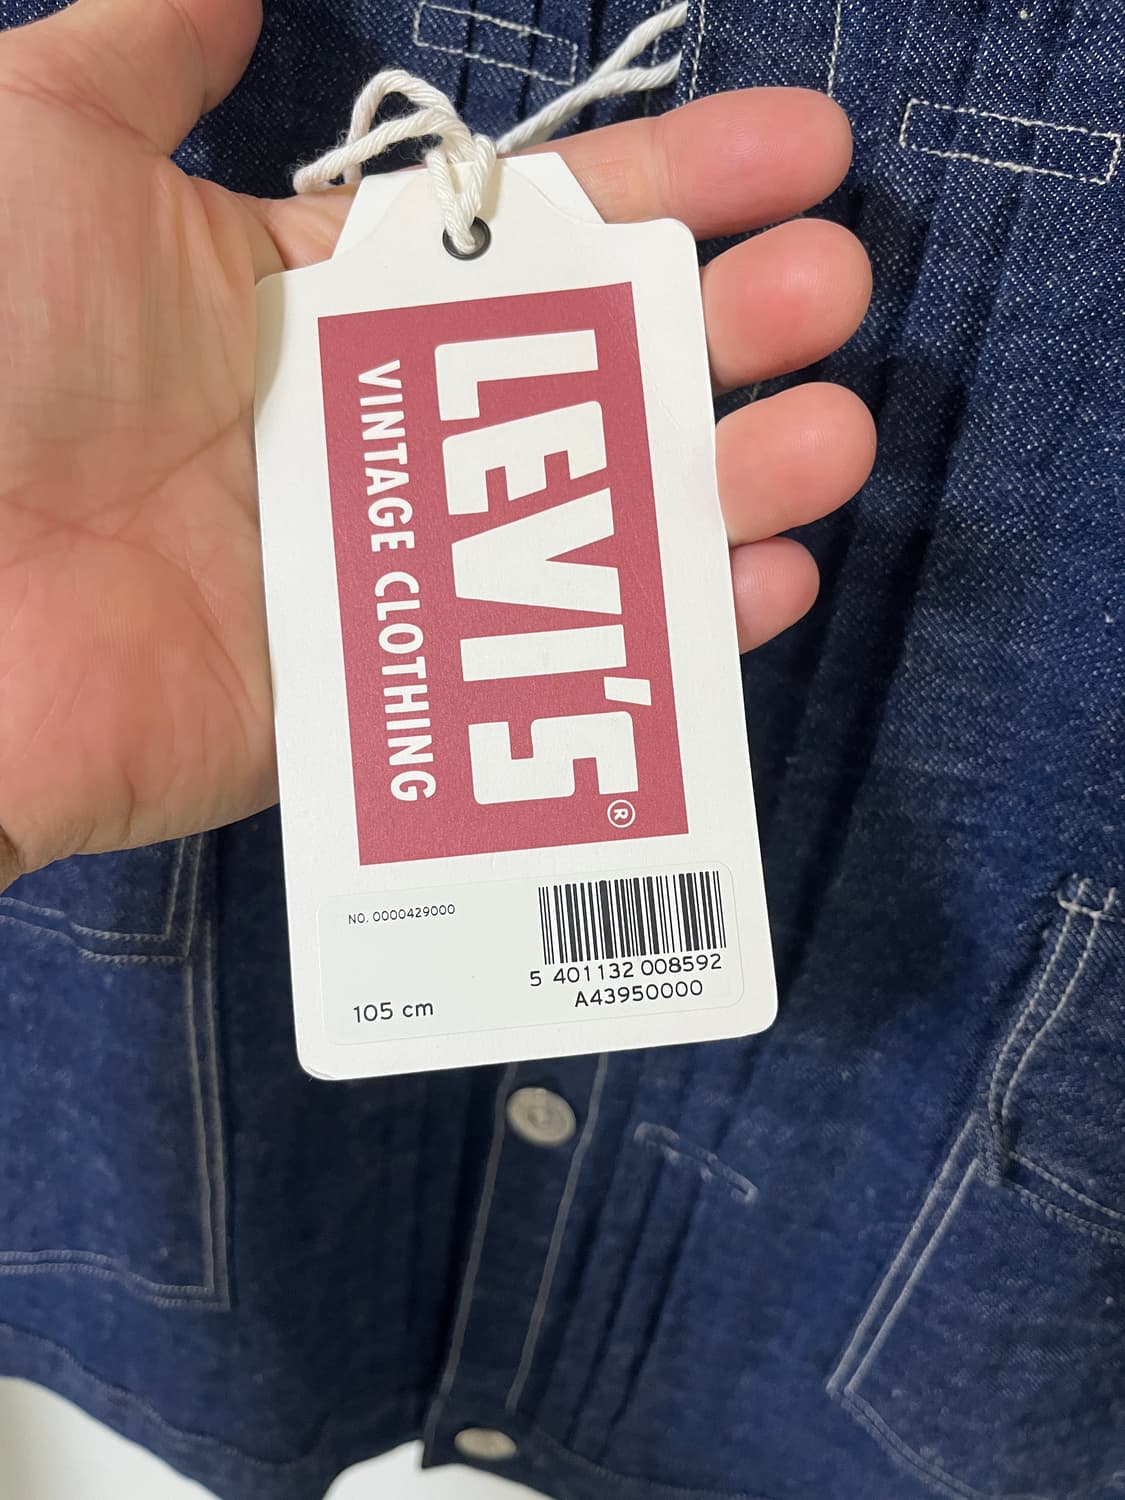 LEVI'S®
VINTAGE CLOTHING
NO. 0000429000
5 401132 008592
A43950000
105 cm